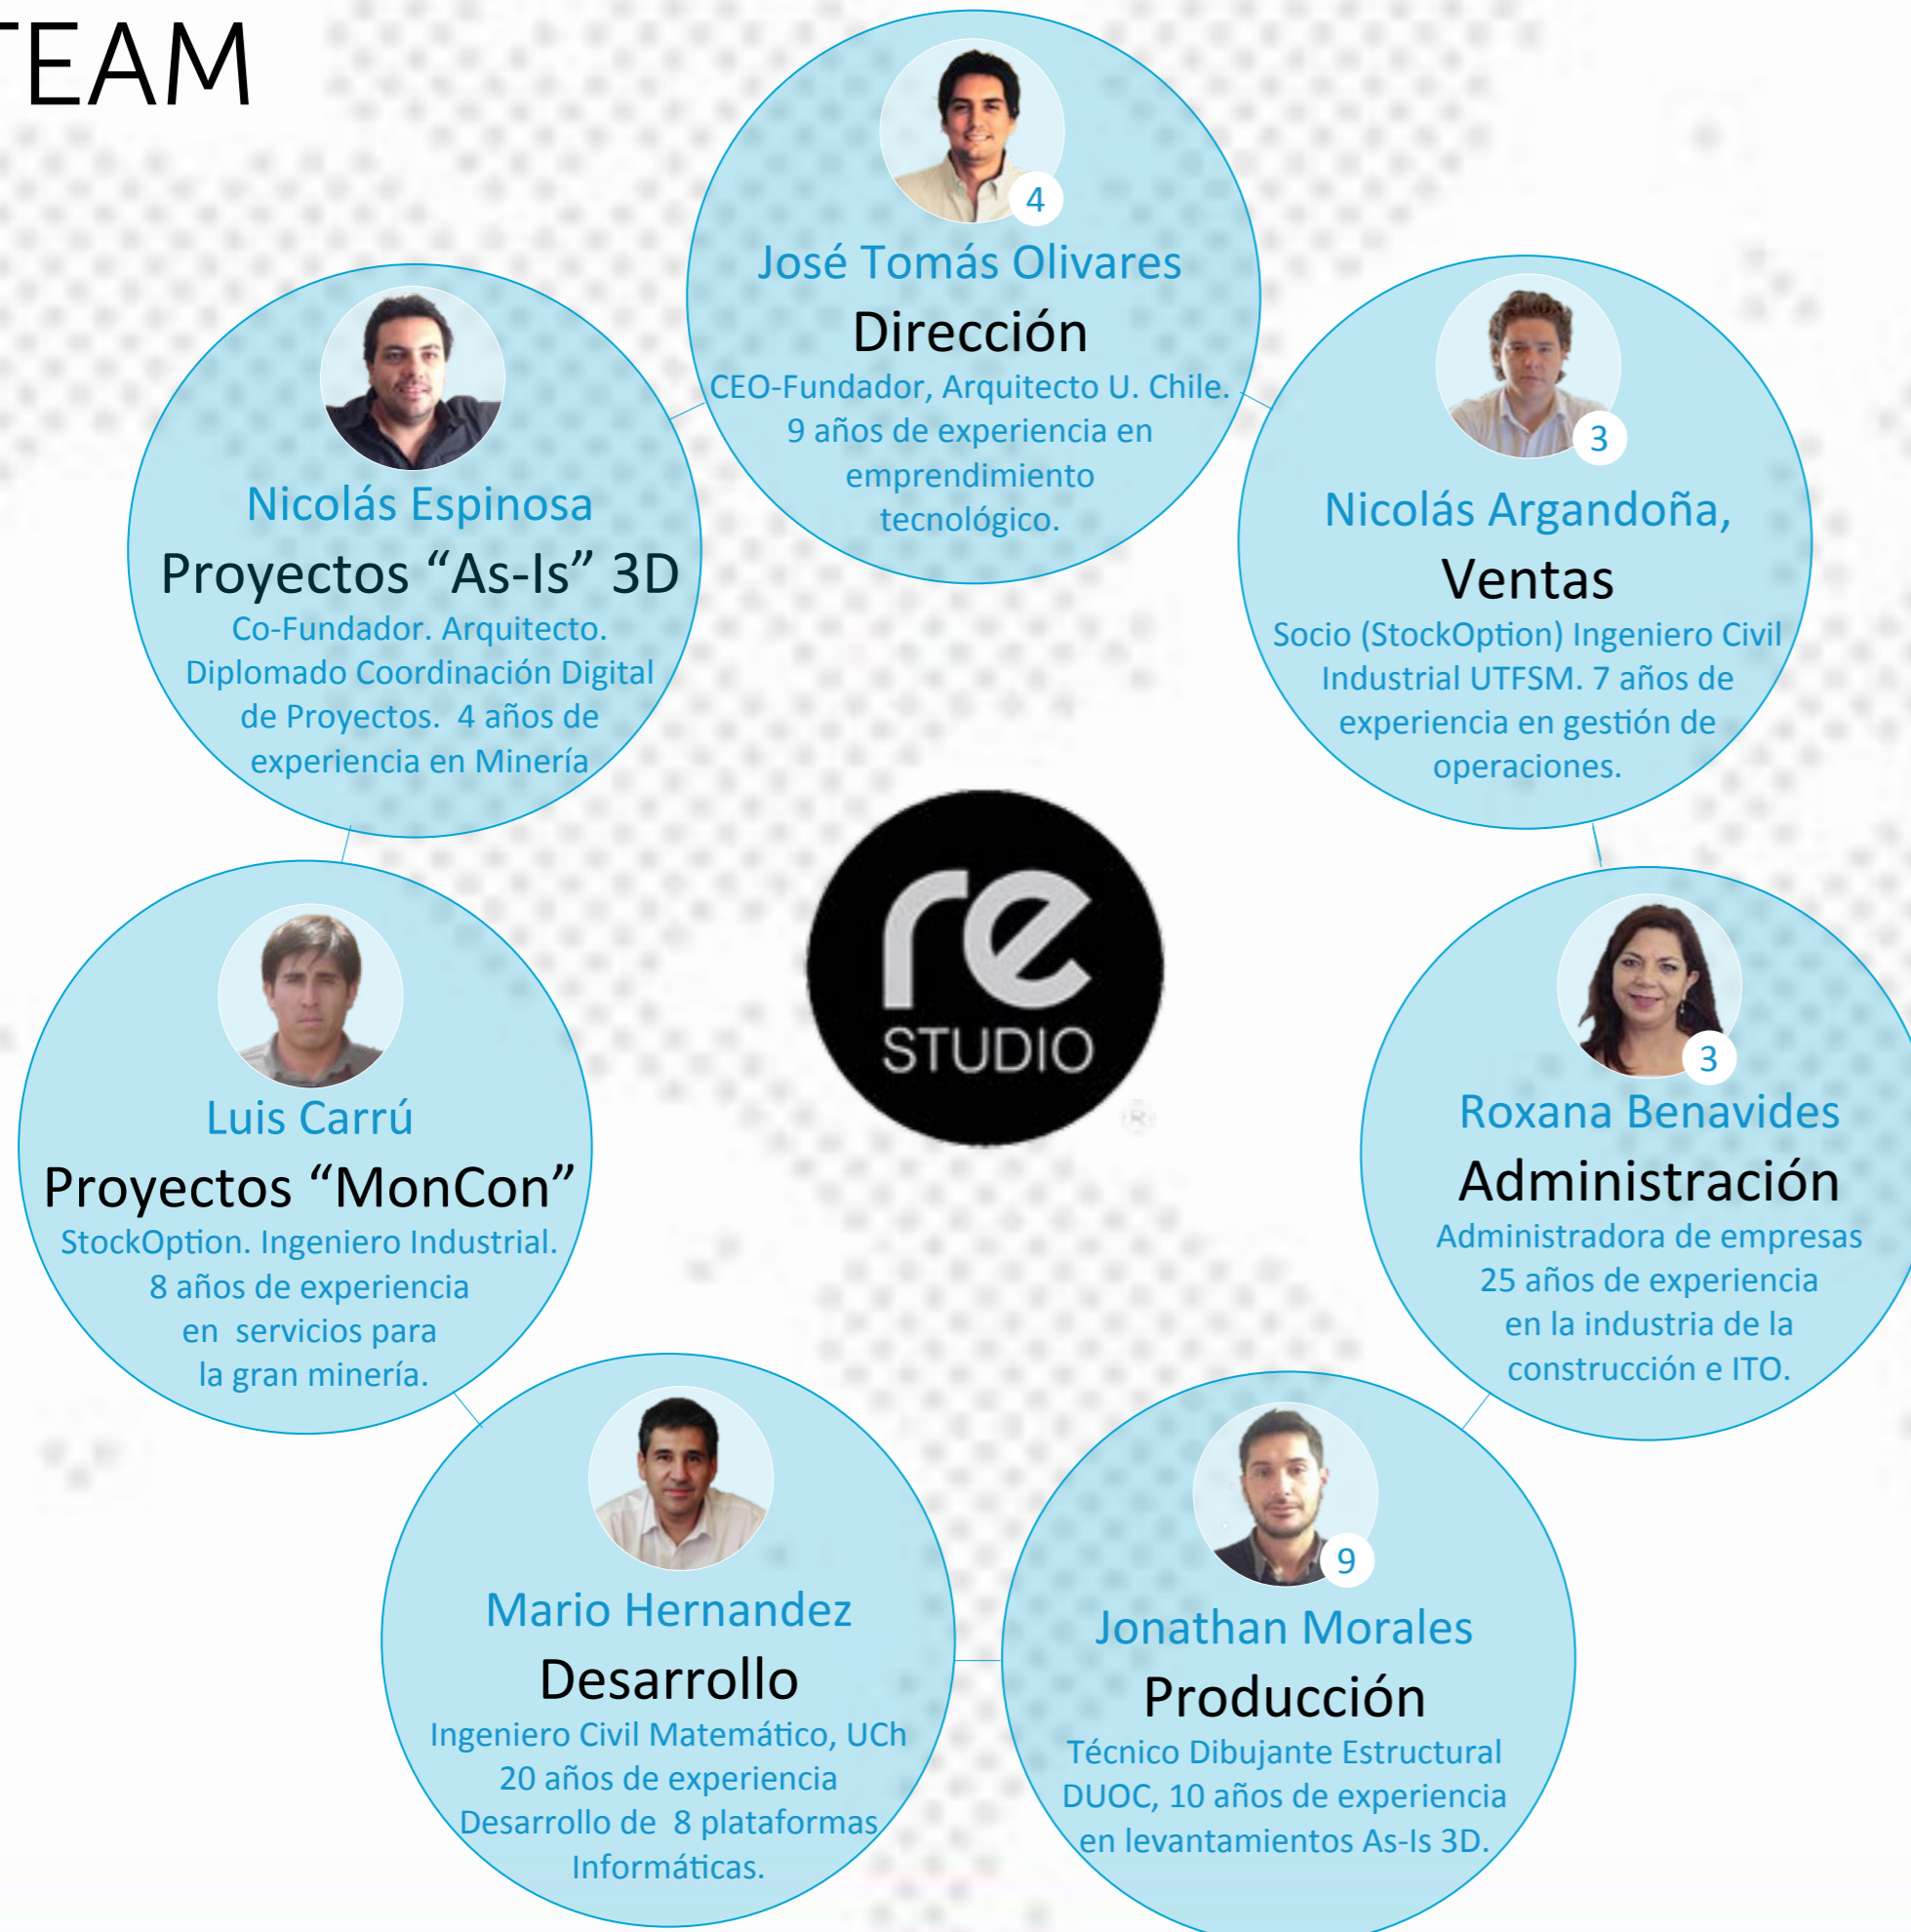 TEAM
4
José Tomás Olivares
Dirección
CEO-Fundador, Arquitecto U. Chile.
9 años de experiencia en
emprendimiento
tecnológico.
3
Nicolás Argandoña,
Ventas
Socio (StockOption) Ingeniero Civil
Industrial UTFSM. 7 años de
experiencia en gestión de
operaciones.
3
Roxana Benavides
Administración
Administradora de empresas
25 años de experiencia
en la industria de la
construcción e ITO.
9
Jonathan Morales
Producción
Técnico Dibujante Estructural
DUOC, 10 años de experiencia
en levantamientos As-Is 3D.
Mario Hernandez
Desarrollo
Ingeniero Civil Matemático, UCh
20 años de experiencia
Desarrollo de 8 plataformas
Informáticas.
Luis Carrú
Proyectos “MonCon”
StockOption. Ingeniero Industrial.
8 años de experiencia
en servicios para
la gran minería.
Nicolás Espinosa
Proyectos “As-Is” 3D
Co-Fundador. Arquitecto.
Diplomado Coordinación Digital
de Proyectos. 4 años de
experiencia en Minería
re
STUDIO
®